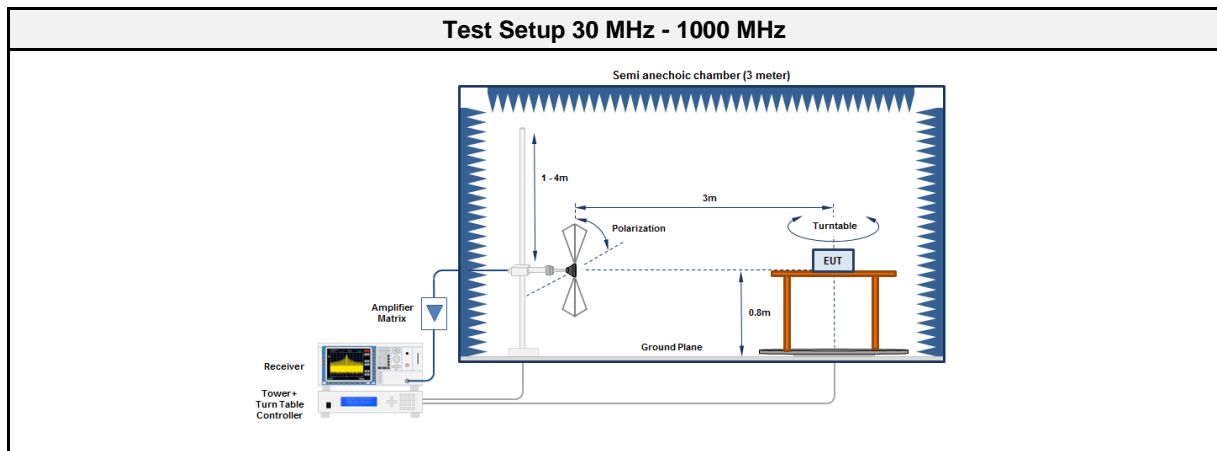 Test Setup 30 MHz - 1000 MHz
Semi anechoic chamber (3 meter)
1 - 4m
3m
Polarization
Turntable
EUT
Amplifier
Matrix
0.8m
Ground Plane
Receiver
Tower+
Turn Table
Controller